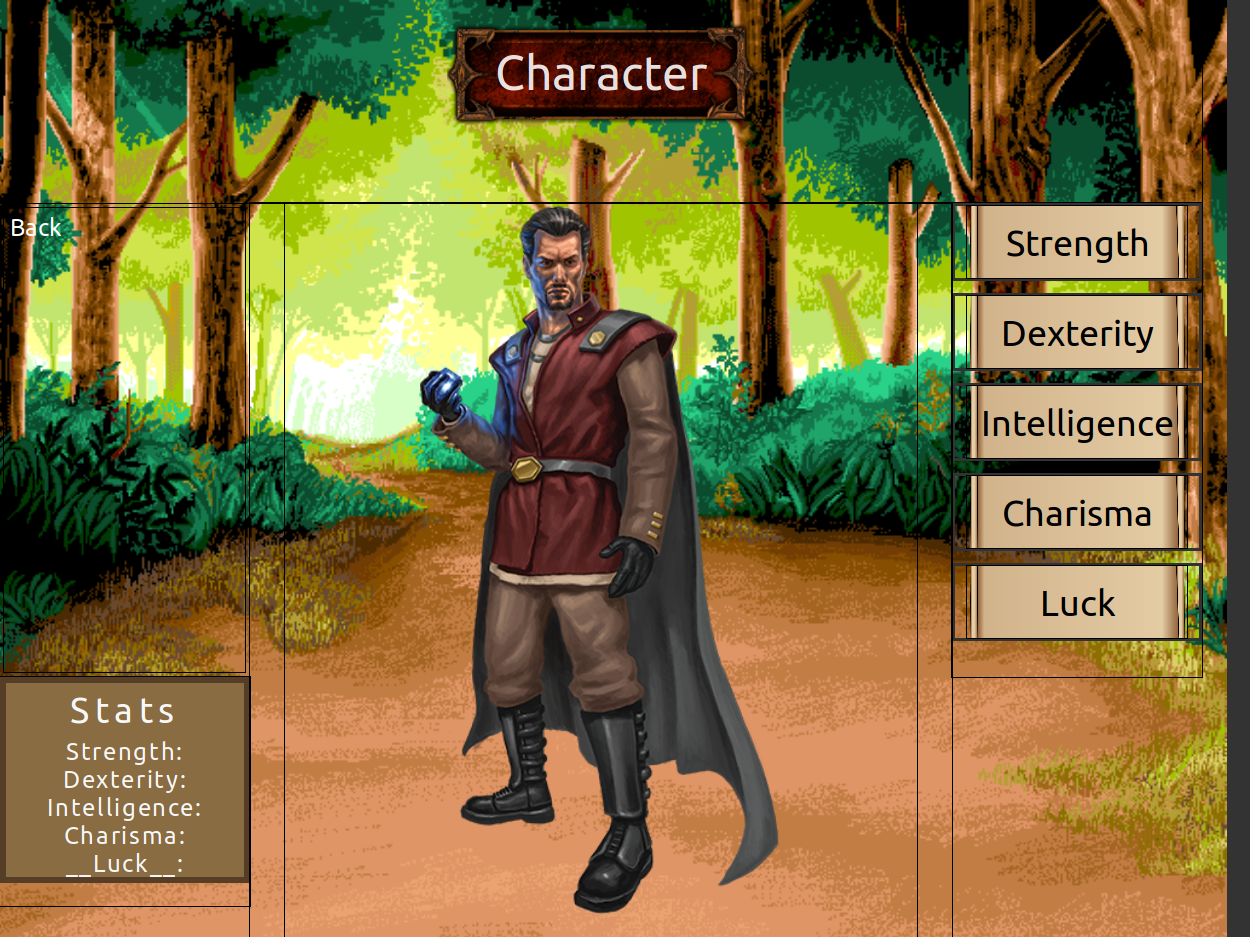 Character
Back
Strength
Dexterity
Intelligence
Charisma
Luck
Stats
Strength:
Dexterity:
Intelligence:
Charisma:
__Luck__: